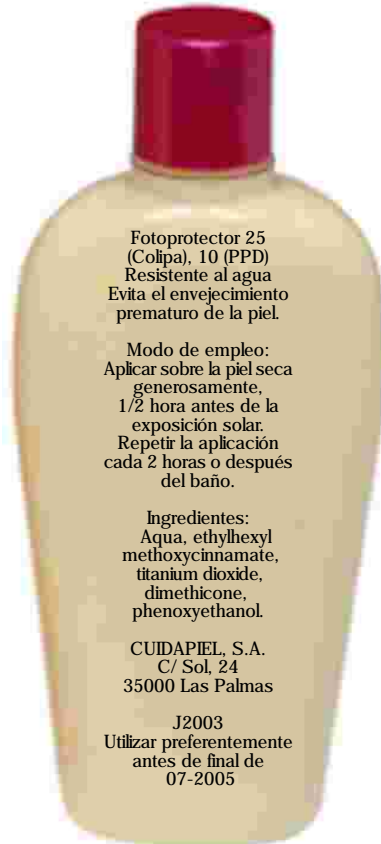 Fotoprotector 25
(Colipa), 10 (PPD)
Resistente al agua
Evita el envejecimiento
prematuro de la piel.
Modo de empleo:
Aplicar sobre la piel seca
generosamente,
1/2 hora antes de la
exposición solar.
Repetir la aplicación
cada 2 horas o después
del baño.
Ingredientes:
Aqua, ethylhexyl
methoxycinnamate,
titanium dioxide,
dimethicone,
phenoxyethanol.
CUIDAPIEL, S.A.
C/ Sol, 24
35000 Las Palmas
J2003
Utilizar preferentemente
antes de final de
07-2005